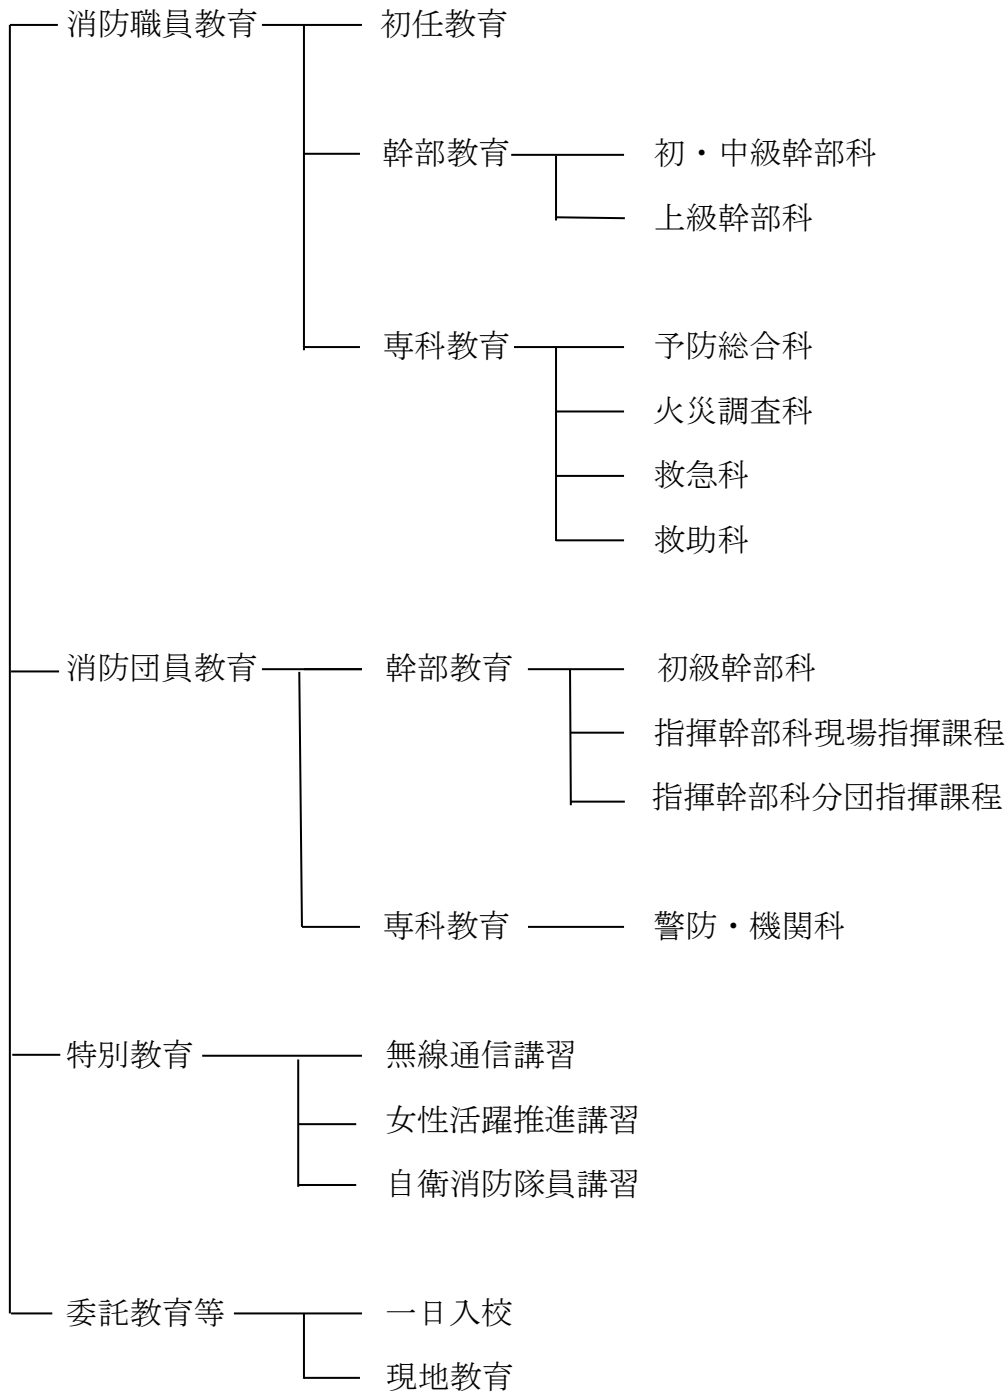 消防職員教育 初任教育
幹部教育 初・中級幹部科
上級幹部科
専科教育 予防総合科
火災調査科
救急科
救助科
消防団員教育 幹部教育 初級幹部科
指揮幹部科現場指揮課程
指揮幹部科分団指揮課程
専科教育 警防・機関科
特別教育 無線通信講習
女性活躍推進講習
自衛消防隊員講習
委託教育等 一日入校
現地教育